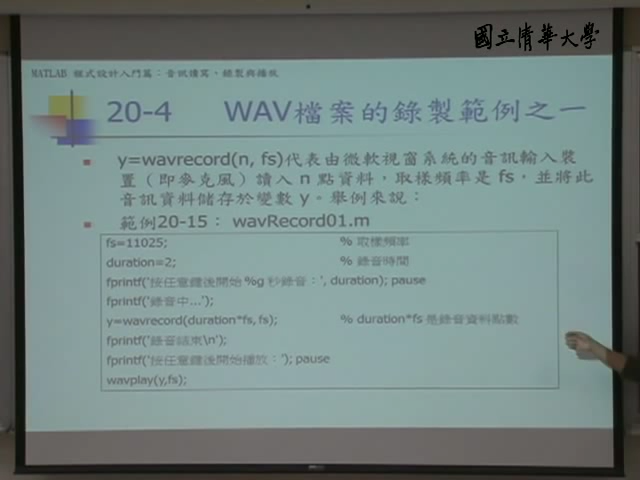 國立清華大學
MATLAB 程式設計入門篇：音訊讀寫、錄製與播放
20-4 WAV檔案的錄製範例之一
y=wavrecord(n, fs)代表由微軟視窗系統的音訊輸入裝
置（即麥克風）讀入 n 點資料，取樣頻率是 fs，並將此
音訊資料儲存於變數 y。舉例來說：
範例20-15： wavRecord01.m
fs=11025; % 取樣頻率
duration=2; % 錄音時間
fprintf('按任意鍵後開始 %g 秒錄音：', duration); pause
fprintf('錄音中...');
y=wavrecord(duration*fs, fs); % duration*fs 是錄音資料點數
fprintf('錄音結束\n');
fprintf('按任意鍵後開始播放：'); pause
wavplay(y,fs);